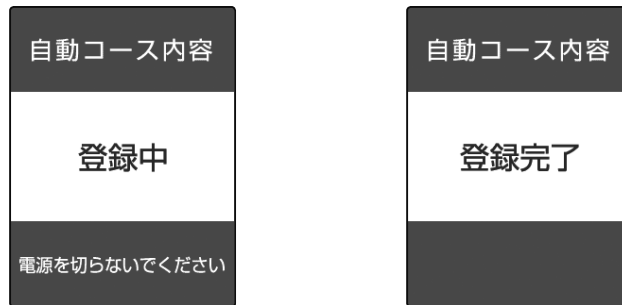 自動コース内容
登録中
電源を切らないでください
自動コース内容
登録完了